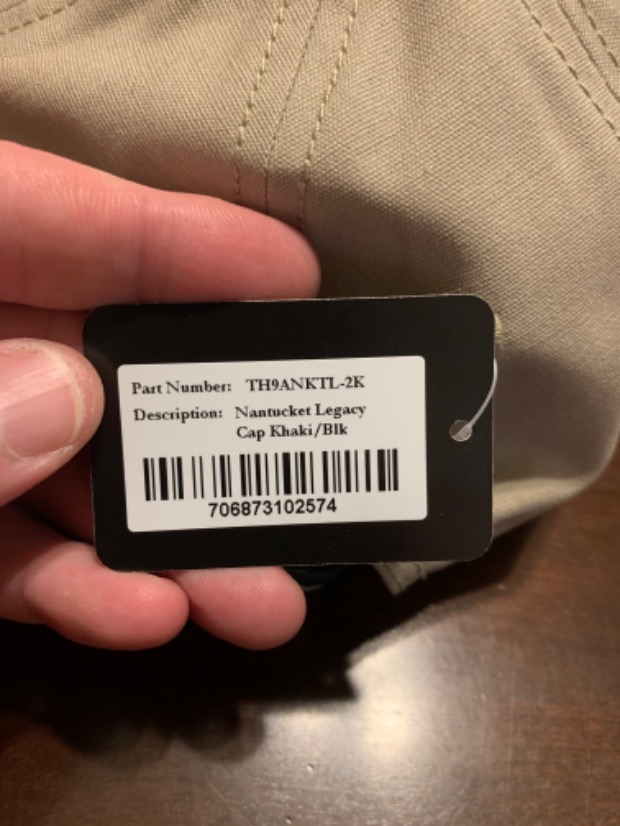 Part Number: TH9ANKTL-2K
Description: Nantucket Legacy
Cap Khaki/Blk
706873102574